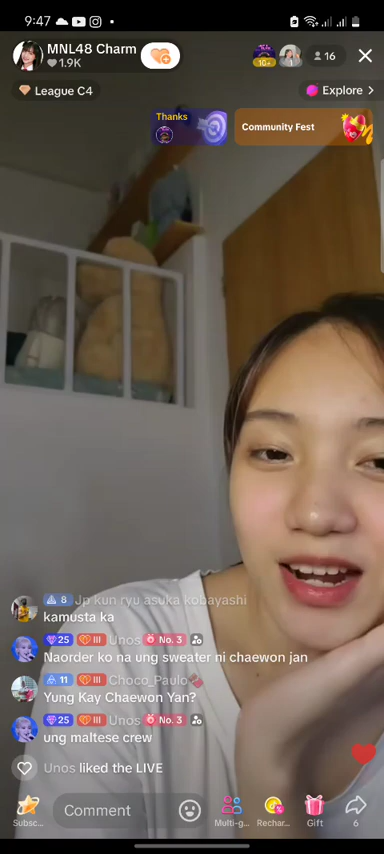 9:47
MNL48 Charm
1.9K
10+
16
League C4
Explore >
Thanks
Community Fest
8 Jp kun ryu asuka kobayashi
kamusta ka
25 III Unos No. 3
Naorder ko na ung sweater ni chaewon jan
11 III Choco_Paulo
Yung Kay Chaewon Yan?
25 III Unos No. 3
ung maltese crew
Unos liked the LIVE
Comment
Subsc... Multi-g... Rechar... Gift 6